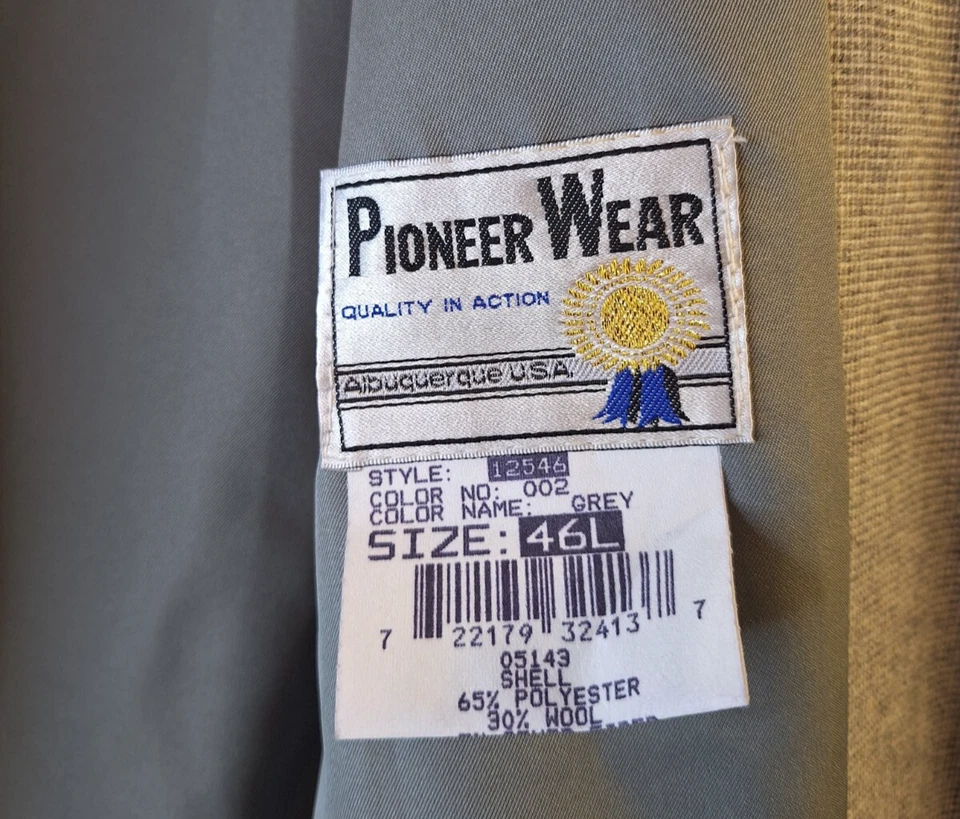 PIONEER WEAR
QUALITY IN ACTION
Albuquerque USA
STYLE: 12546
COLOR NO: 002
COLOR NAME: GREY
SIZE: 46L
7 22179 32413 7
05143
SHELL
65% POLYESTER
30% WOOL